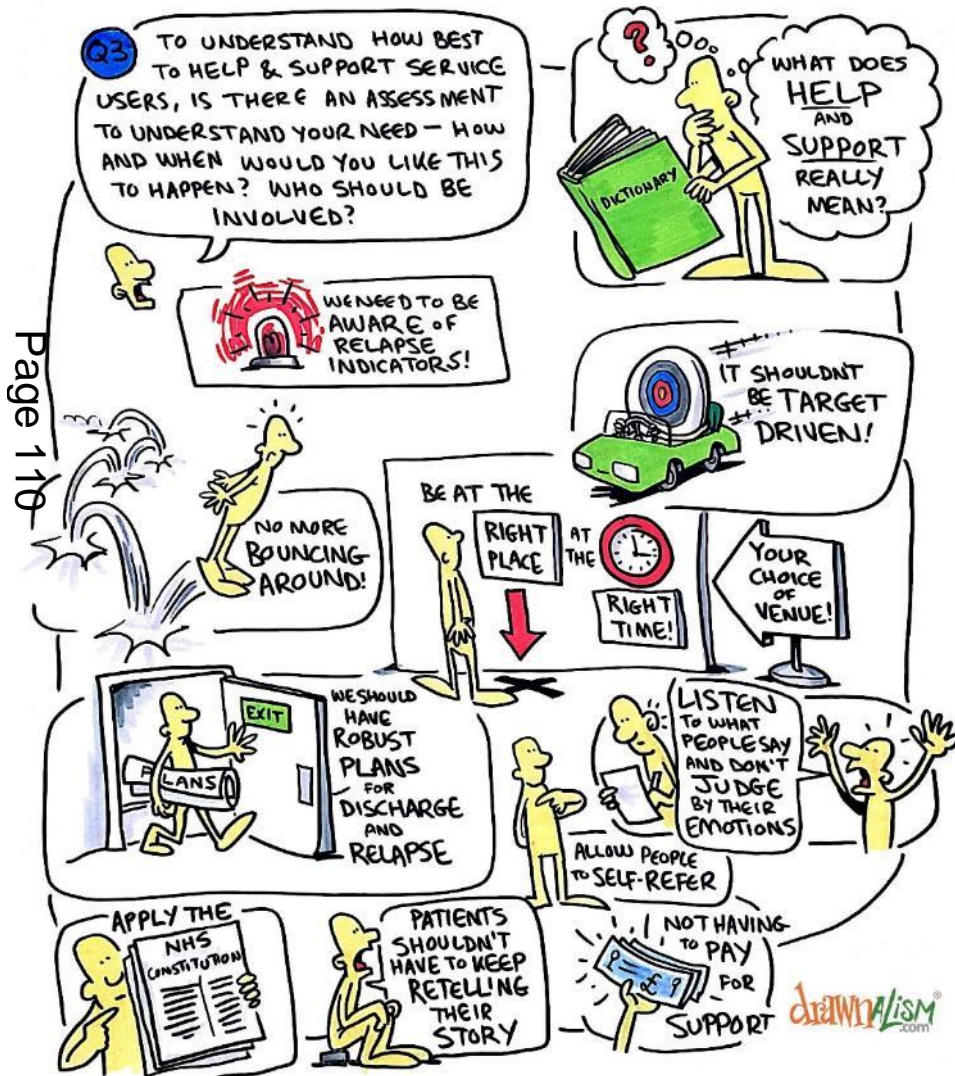 Q3 TO UNDERSTAND HOW BEST
TO HELP & SUPPORT SERVICE
USERS, IS THERE AN ASSESSMENT
TO UNDERSTAND YOUR NEED – HOW
AND WHEN WOULD YOU LIKE THIS
TO HAPPEN? WHO SHOULD BE
INVOLVED?
?
WHAT DOES
HELP
AND
SUPPORT
REALLY
MEAN?
DICTIONARY
WE NEED TO BE
AWARE OF
RELAPSE
INDICATORS!
IT SHOULDNT
BE TARGET
DRIVEN!
Page 110
NO MORE
BOUNCING
AROUND!
BE AT THE
RIGHT
PLACE
AT
THE
RIGHT
TIME!
YOUR
CHOICE
OF
VENUE!
EXIT
PLANS
WE SHOULD
HAVE
ROBUST
PLANS
FOR
DISCHARGE
AND
RELAPSE
LISTEN
TO WHAT
PEOPLE SAY
AND DON'T
JUDGE
BY THEIR
EMOTIONS
ALLOW PEOPLE
TO SELF-REFER
APPLY THE
NHS
CONSTITUTION
PATIENTS
SHOULDN'T
HAVE TO KEEP
RETELLING
THEIR
STORY
NOT HAVING
TO PAY
FOR
SUPPORT
£
drawnalism
.com